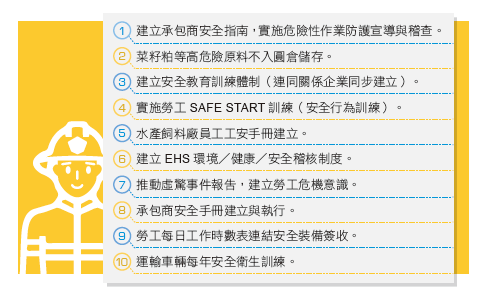 1 建立承包商安全指南，實施危險性作業防護宣導與稽查。
2 菜籽粕等高危險原料不入圓倉儲存。
3 建立安全教育訓練體制（連同關係企業同步建立）。
4 實施勞工 SAFE START 訓練（安全行為訓練）。
5 水產飼料廠員工工安手冊建立。
6 建立 EHS 環境／健康／安全稽核制度。
7 推動虛驚事件報告，建立勞工危機意識。
8 承包商安全手冊建立與執行。
9 勞工每日工作時數表連結安全裝備簽收。
10 運輸車輛每年安全衛生訓練。